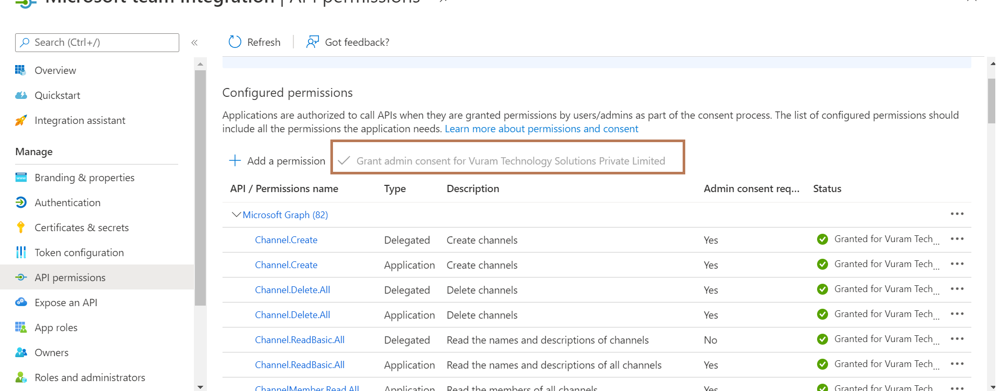 Microsoft team integration | API permissions
Search (Ctrl+/)
«
Refresh
Got feedback?
Overview
Quickstart
Integration assistant
Manage
Branding & properties
Authentication
Certificates & secrets
Token configuration
API permissions
Expose an API
App roles
Owners
Roles and administrators
Configured permissions
Applications are authorized to call APIs when they are granted permissions by users/admins as part of the consent process. The list of configured permissions should
include all the permissions the application needs. Learn more about permissions and consent
Add a permission
Grant admin consent for Vuram Technology Solutions Private Limited
API / Permissions name Type Description Admin consent req... Status
Microsoft Graph (82) ...
Channel.Create Delegated Create channels Yes Granted for Vuram Tech... ...
Channel.Create Application Create channels Yes Granted for Vuram Tech... ...
Channel.Delete.All Delegated Delete channels Yes Granted for Vuram Tech... ...
Channel.Delete.All Application Delete channels Yes Granted for Vuram Tech... ...
Channel.ReadBasic.All Delegated Read the names and descriptions of channels No Granted for Vuram Tech... ...
Channel.ReadBasic.All Application Read the names and descriptions of all channels Yes Granted for Vuram Tech... ...
ChannelMember.Read.All Application Read the members of all channels Yes Granted for Vuram Tech ...